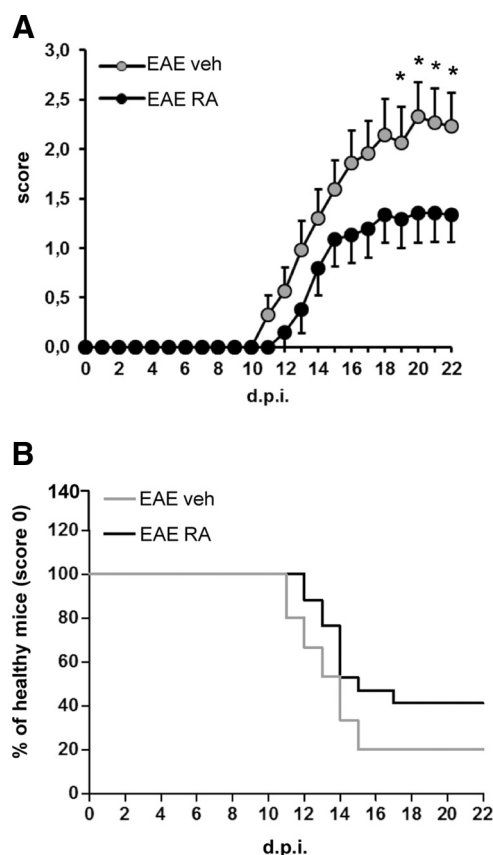 A
3,0
2,5
2,0
1,5
1,0
0,5
0,0
score
EAE veh
EAE RA
*
*
*
*
0 2 4 6 8 10 12 14 16 18 20 22
d.p.i.
B
140
120
100
80
60
40
20
0
% of healthy mice (score 0)
EAE veh
EAE RA
0 2 4 6 8 10 12 14 16 18 20 22
d.p.i.